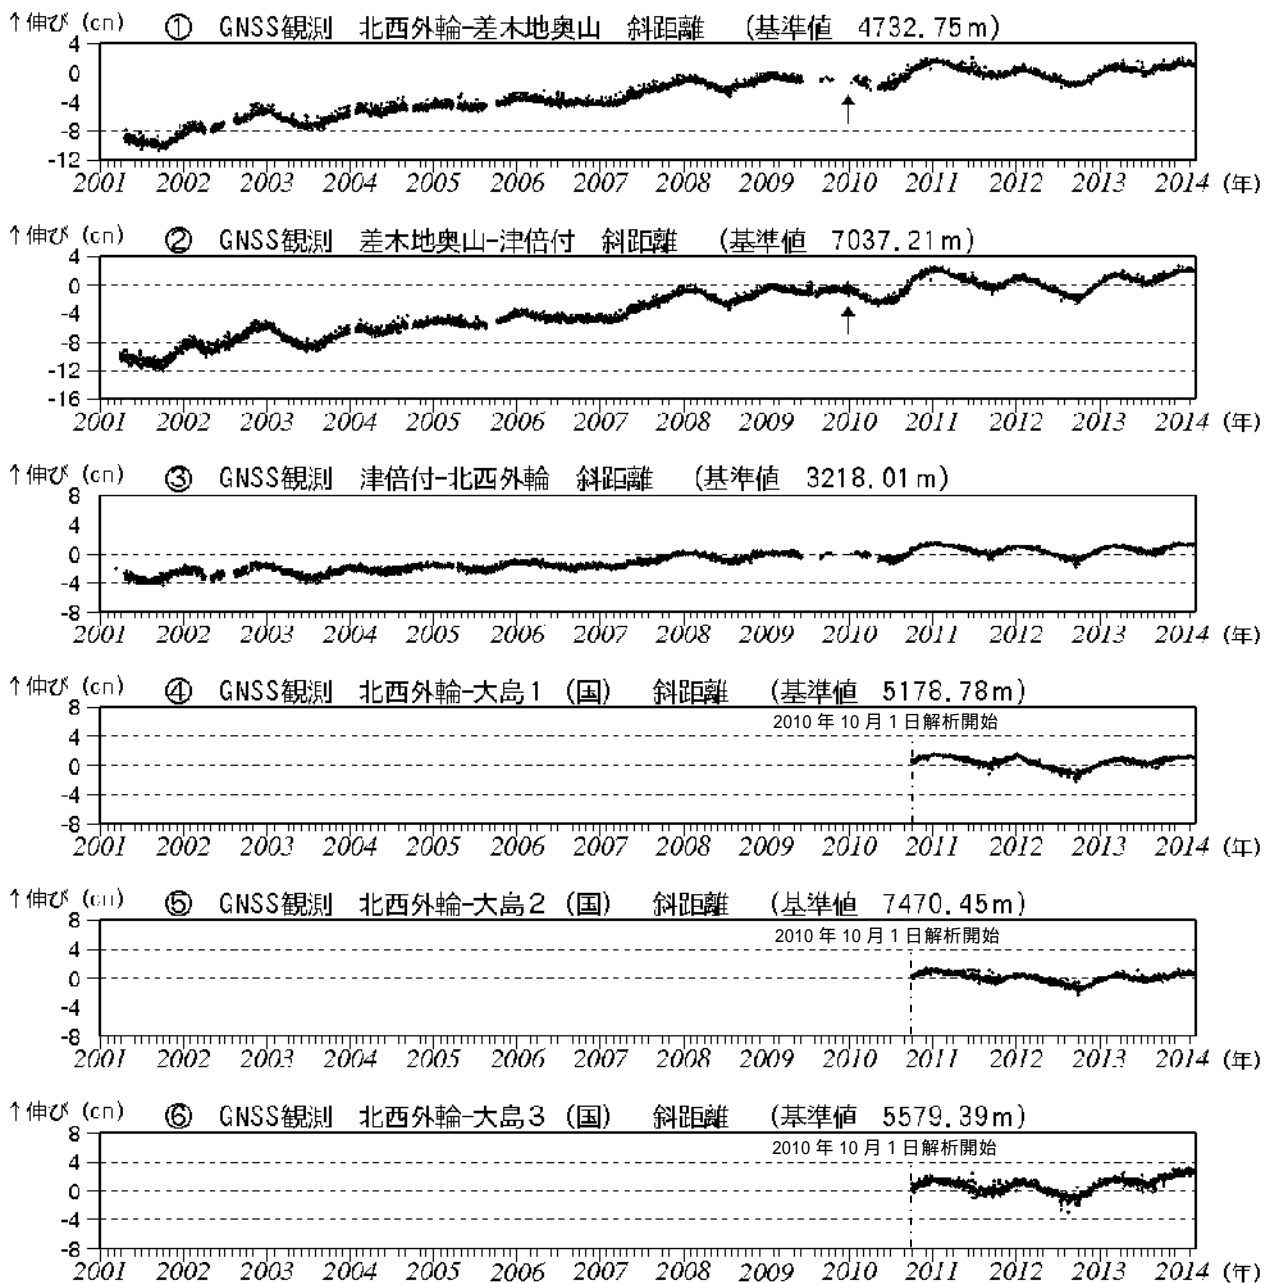 ↑伸び (cm) ① GNSS観測 北西外輪-差木地奥山 斜距離 (基準値 4732.75m)
4
0
-4
-8
-12
2001 2002 2003 2004 2005 2006 2007 2008 2009 2010 2011 2012 2013 2014 (年)
↑伸び (cm) ② GNSS観測 差木地奥山-津倍付 斜距離 (基準値 7037.21m)
4
0
-4
-8
-12
-16
2001 2002 2003 2004 2005 2006 2007 2008 2009 2010 2011 2012 2013 2014 (年)
↑伸び (cm) ③ GNSS観測 津倍付-北西外輪 斜距離 (基準値 3218.01m)
8
4
0
-4
-8
2001 2002 2003 2004 2005 2006 2007 2008 2009 2010 2011 2012 2013 2014 (年)
↑伸び (cm) ④ GNSS観測 北西外輪-大島1 (国) 斜距離 (基準値 5178.78m)
8
2010 年 10 月 1 日解析開始
4
0
-4
-8
2001 2002 2003 2004 2005 2006 2007 2008 2009 2010 2011 2012 2013 2014 (年)
↑伸び (cm) ⑤ GNSS観測 北西外輪-大島2 (国) 斜距離 (基準値 7470.45m)
8
2010 年 10 月 1 日解析開始
4
0
-4
-8
2001 2002 2003 2004 2005 2006 2007 2008 2009 2010 2011 2012 2013 2014 (年)
↑伸び (cm) ⑥ GNSS観測 北西外輪-大島3 (国) 斜距離 (基準値 5579.39m)
8
2010 年 10 月 1 日解析開始
4
0
-4
-8
2001 2002 2003 2004 2005 2006 2007 2008 2009 2010 2011 2012 2013 2014 (年)